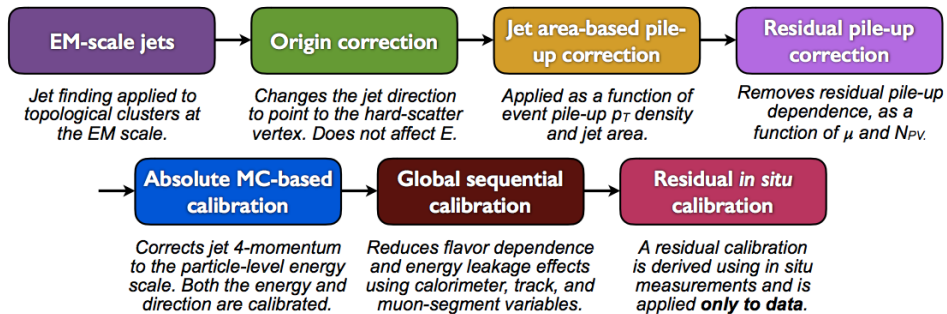 EM-scale jets
Jet finding applied to
topological clusters at
the EM scale.
Origin correction
Changes the jet direction
to point to the hard-scatter
vertex. Does not affect E.
Jet area-based pile-
up correction
Applied as a function of
event pile-up pT density
and jet area.
Residual pile-up
correction
Removes residual pile-up
dependence, as a
function of μ and NPV.
Absolute MC-based
calibration
Corrects jet 4-momentum
to the particle-level energy
scale. Both the energy and
direction are calibrated.
Global sequential
calibration
Reduces flavor dependence
and energy leakage effects
using calorimeter, track, and
muon-segment variables.
Residual in situ
calibration
A residual calibration
is derived using in situ
measurements and is
applied only to data.